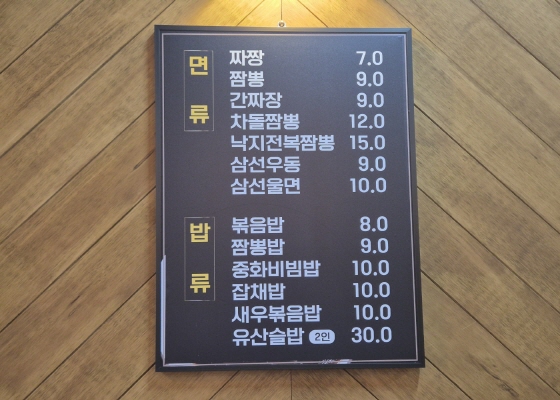 면류
짜짱 7.0
짬뽕 9.0
간짜장 9.0
차돌짬뽕 12.0
낙지전복짬뽕 15.0
삼선우동 9.0
삼선울면 10.0
밥류
볶음밥 8.0
짬뽕밥 9.0
중화비빔밥 10.0
잡채밥 10.0
새우볶음밥 10.0
유산슬밥 2인 30.0